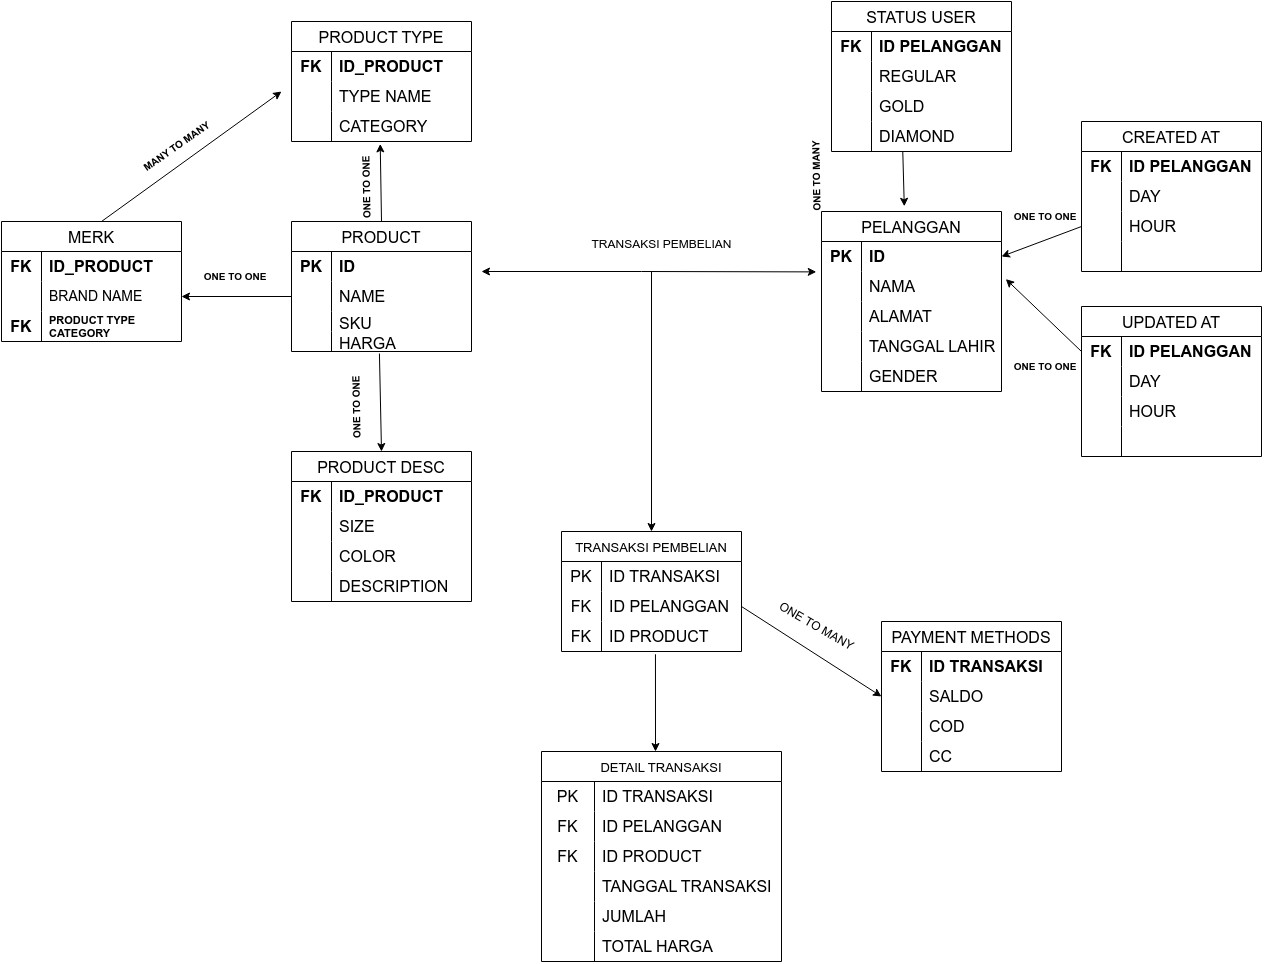 PRODUCT TYPE
FK ID_PRODUCT
TYPE NAME
CATEGORY
STATUS USER
FK ID PELANGGAN
REGULAR
GOLD
DIAMOND
CREATED AT
FK ID PELANGGAN
DAY
HOUR
MANY TO MANY
ONE TO ONE
ONE TO MANY
MERK
FK ID_PRODUCT
BRAND NAME
FK PRODUCT TYPE
CATEGORY
ONE TO ONE
PRODUCT
PK ID
NAME
SKU
HARGA
TRANSAKSI PEMBELIAN
PELANGGAN
PK ID
NAMA
ALAMAT
TANGGAL LAHIR
GENDER
ONE TO ONE
UPDATED AT
FK ID PELANGGAN
DAY
HOUR
ONE TO ONE
ONE TO ONE
PRODUCT DESC
FK ID_PRODUCT
SIZE
COLOR
DESCRIPTION
TRANSAKSI PEMBELIAN
PK ID TRANSAKSI
FK ID PELANGGAN
FK ID PRODUCT
ONE TO MANY
PAYMENT METHODS
FK ID TRANSAKSI
SALDO
COD
CC
DETAIL TRANSAKSI
PK ID TRANSAKSI
FK ID PELANGGAN
FK ID PRODUCT
TANGGAL TRANSAKSI
JUMLAH
TOTAL HARGA